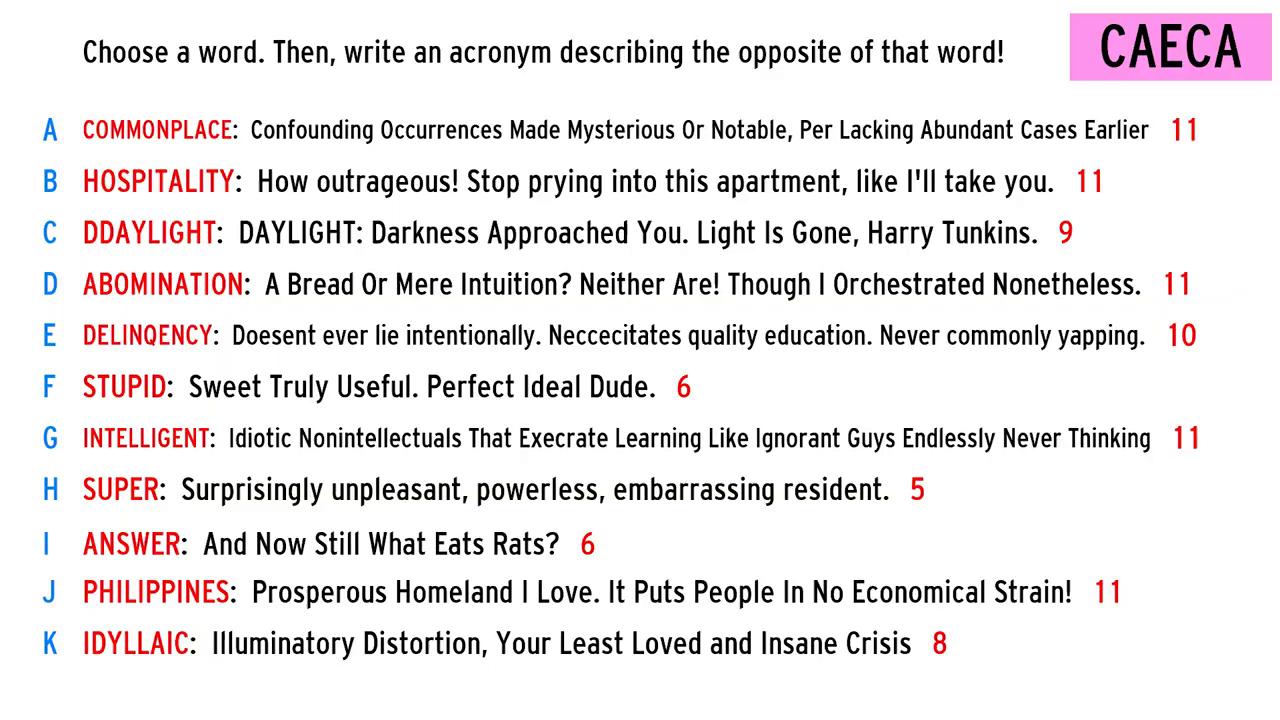 Choose a word. Then, write an acronym describing the opposite of that word!
CAECA
A COMMONPLACE: Confounding Occurrences Made Mysterious Or Notable, Per Lacking Abundant Cases Earlier 11
B HOSPITALITY: How outrageous! Stop prying into this apartment, like I'll take you. 11
C DDAYLIGHT: DAYLIGHT: Darkness Approached You. Light Is Gone, Harry Tunkins. 9
D ABOMINATION: A Bread Or Mere Intuition? Neither Are! Though I Orchestrated Nonetheless. 11
E DELINQENCY: Doesent ever lie intentionally. Neccecitates quality education. Never commonly yapping. 10
F STUPID: Sweet Truly Useful. Perfect Ideal Dude. 6
G INTELLIGENT: Idiotic Nonintellectuals That Execrate Learning Like Ignorant Guys Endlessly Never Thinking 11
H SUPER: Surprisingly unpleasant, powerless, embarrassing resident. 5
I ANSWER: And Now Still What Eats Rats? 6
J PHILIPPINES: Prosperous Homeland I Love. It Puts People In No Economical Strain! 11
K IDYLLAIC: Illuminatory Distortion, Your Least Loved and Insane Crisis 8